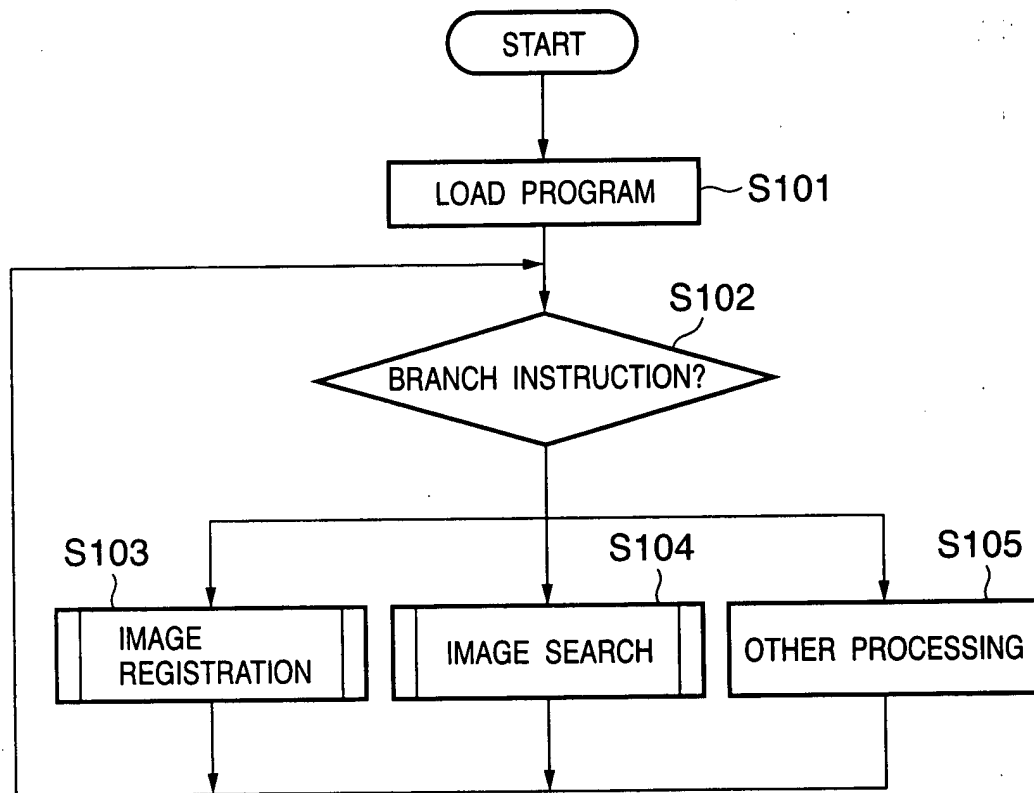 START
LOAD PROGRAM
S101
S102
BRANCH INSTRUCTION?
S103
S104
S105
IMAGE
REGISTRATION
IMAGE SEARCH
OTHER PROCESSING